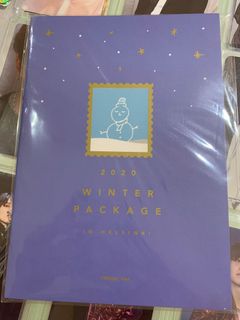 2020
WINTER
PACKAGE
IN HELSINKI